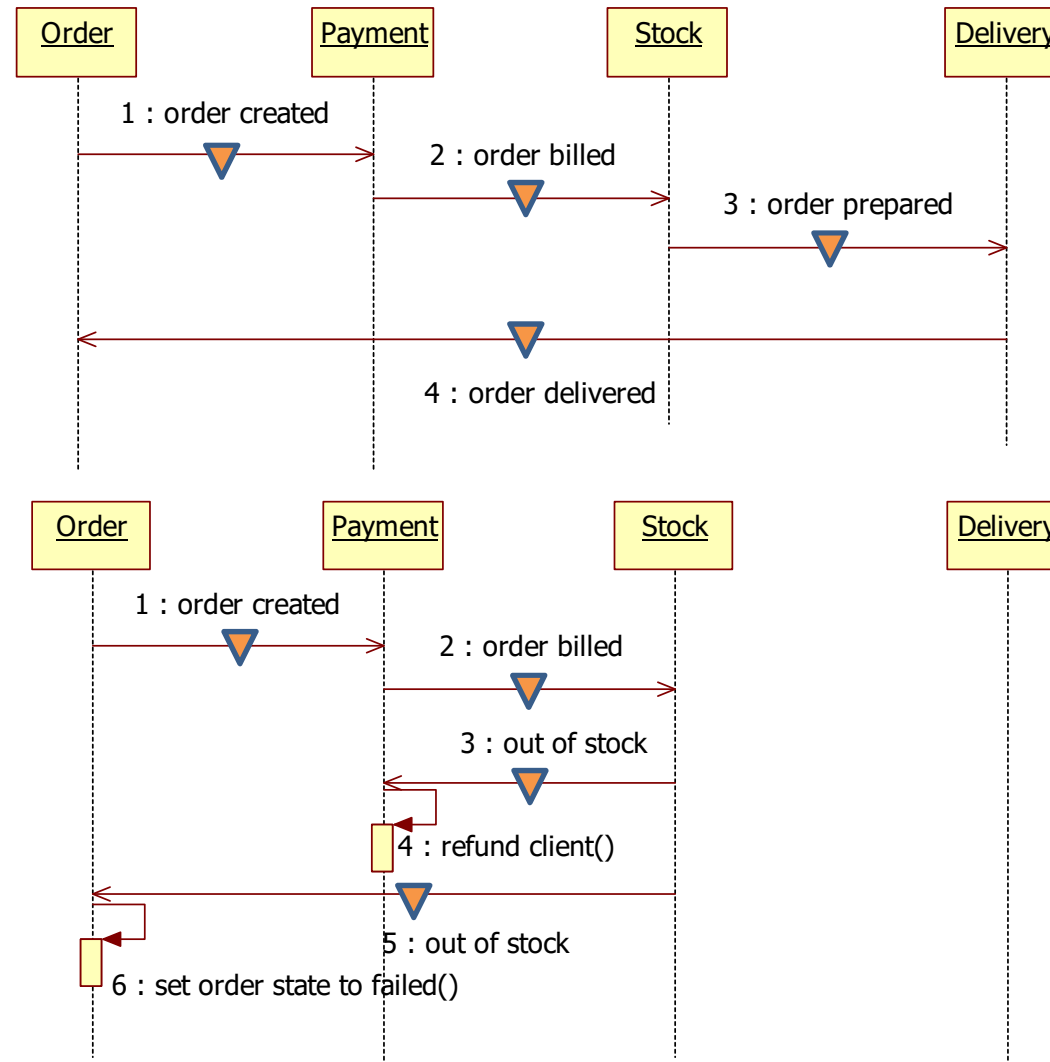 Order
Payment
Stock
Delivery
1 : order created
2 : order billed
3 : order prepared
4 : order delivered
Order
Payment
Stock
Delivery
1 : order created
2 : order billed
3 : out of stock
4 : refund client()
5 : out of stock
6 : set order state to failed()